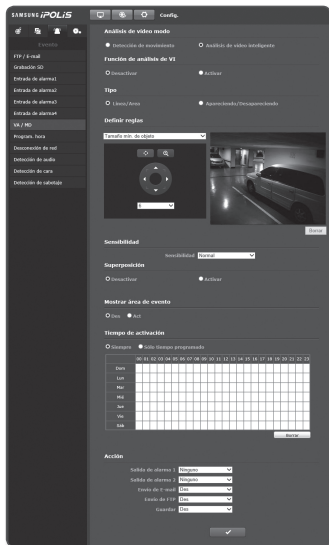 SAMSUNG iPOLiS
Config.
Evento
FTP / E-mail
Grabación SD
Entrada de alarma1
Entrada de alarma2
Entrada de alarma3
Entrada de alarma4
VA / MD
Program. hora
Desconexión de red
Detección de audio
Detección de cara
Detección de sabotaje
Análisis de vídeo modo
Detección de movimiento Análisis de vídeo inteligente
Función de análisis de VI
Desactivar Activar
Tipo
Línea/Area Apareciendo/Desapareciendo
Definir reglas
Tamaño mín. de objeto
5
Borrar
Sensibilidad
Sensibilidad Normal
Superposición
Desactivar Activar
Mostrar área de evento
Des Act
Tiempo de activación
Siempre Sólo tiempo programado
00 01 02 03 04 05 06 07 08 09 10 11 12 13 14 15 16 17 18 19 20 21 22 23
Dom
Lun
Mar
Mié
Jue
Vie
Sáb
Borrar
Acción
Salida de alarma 1 Ninguno
Salida de alarma 2 Ninguno
Envío de E-mail Des
Envío de FTP Des
Guardar Des